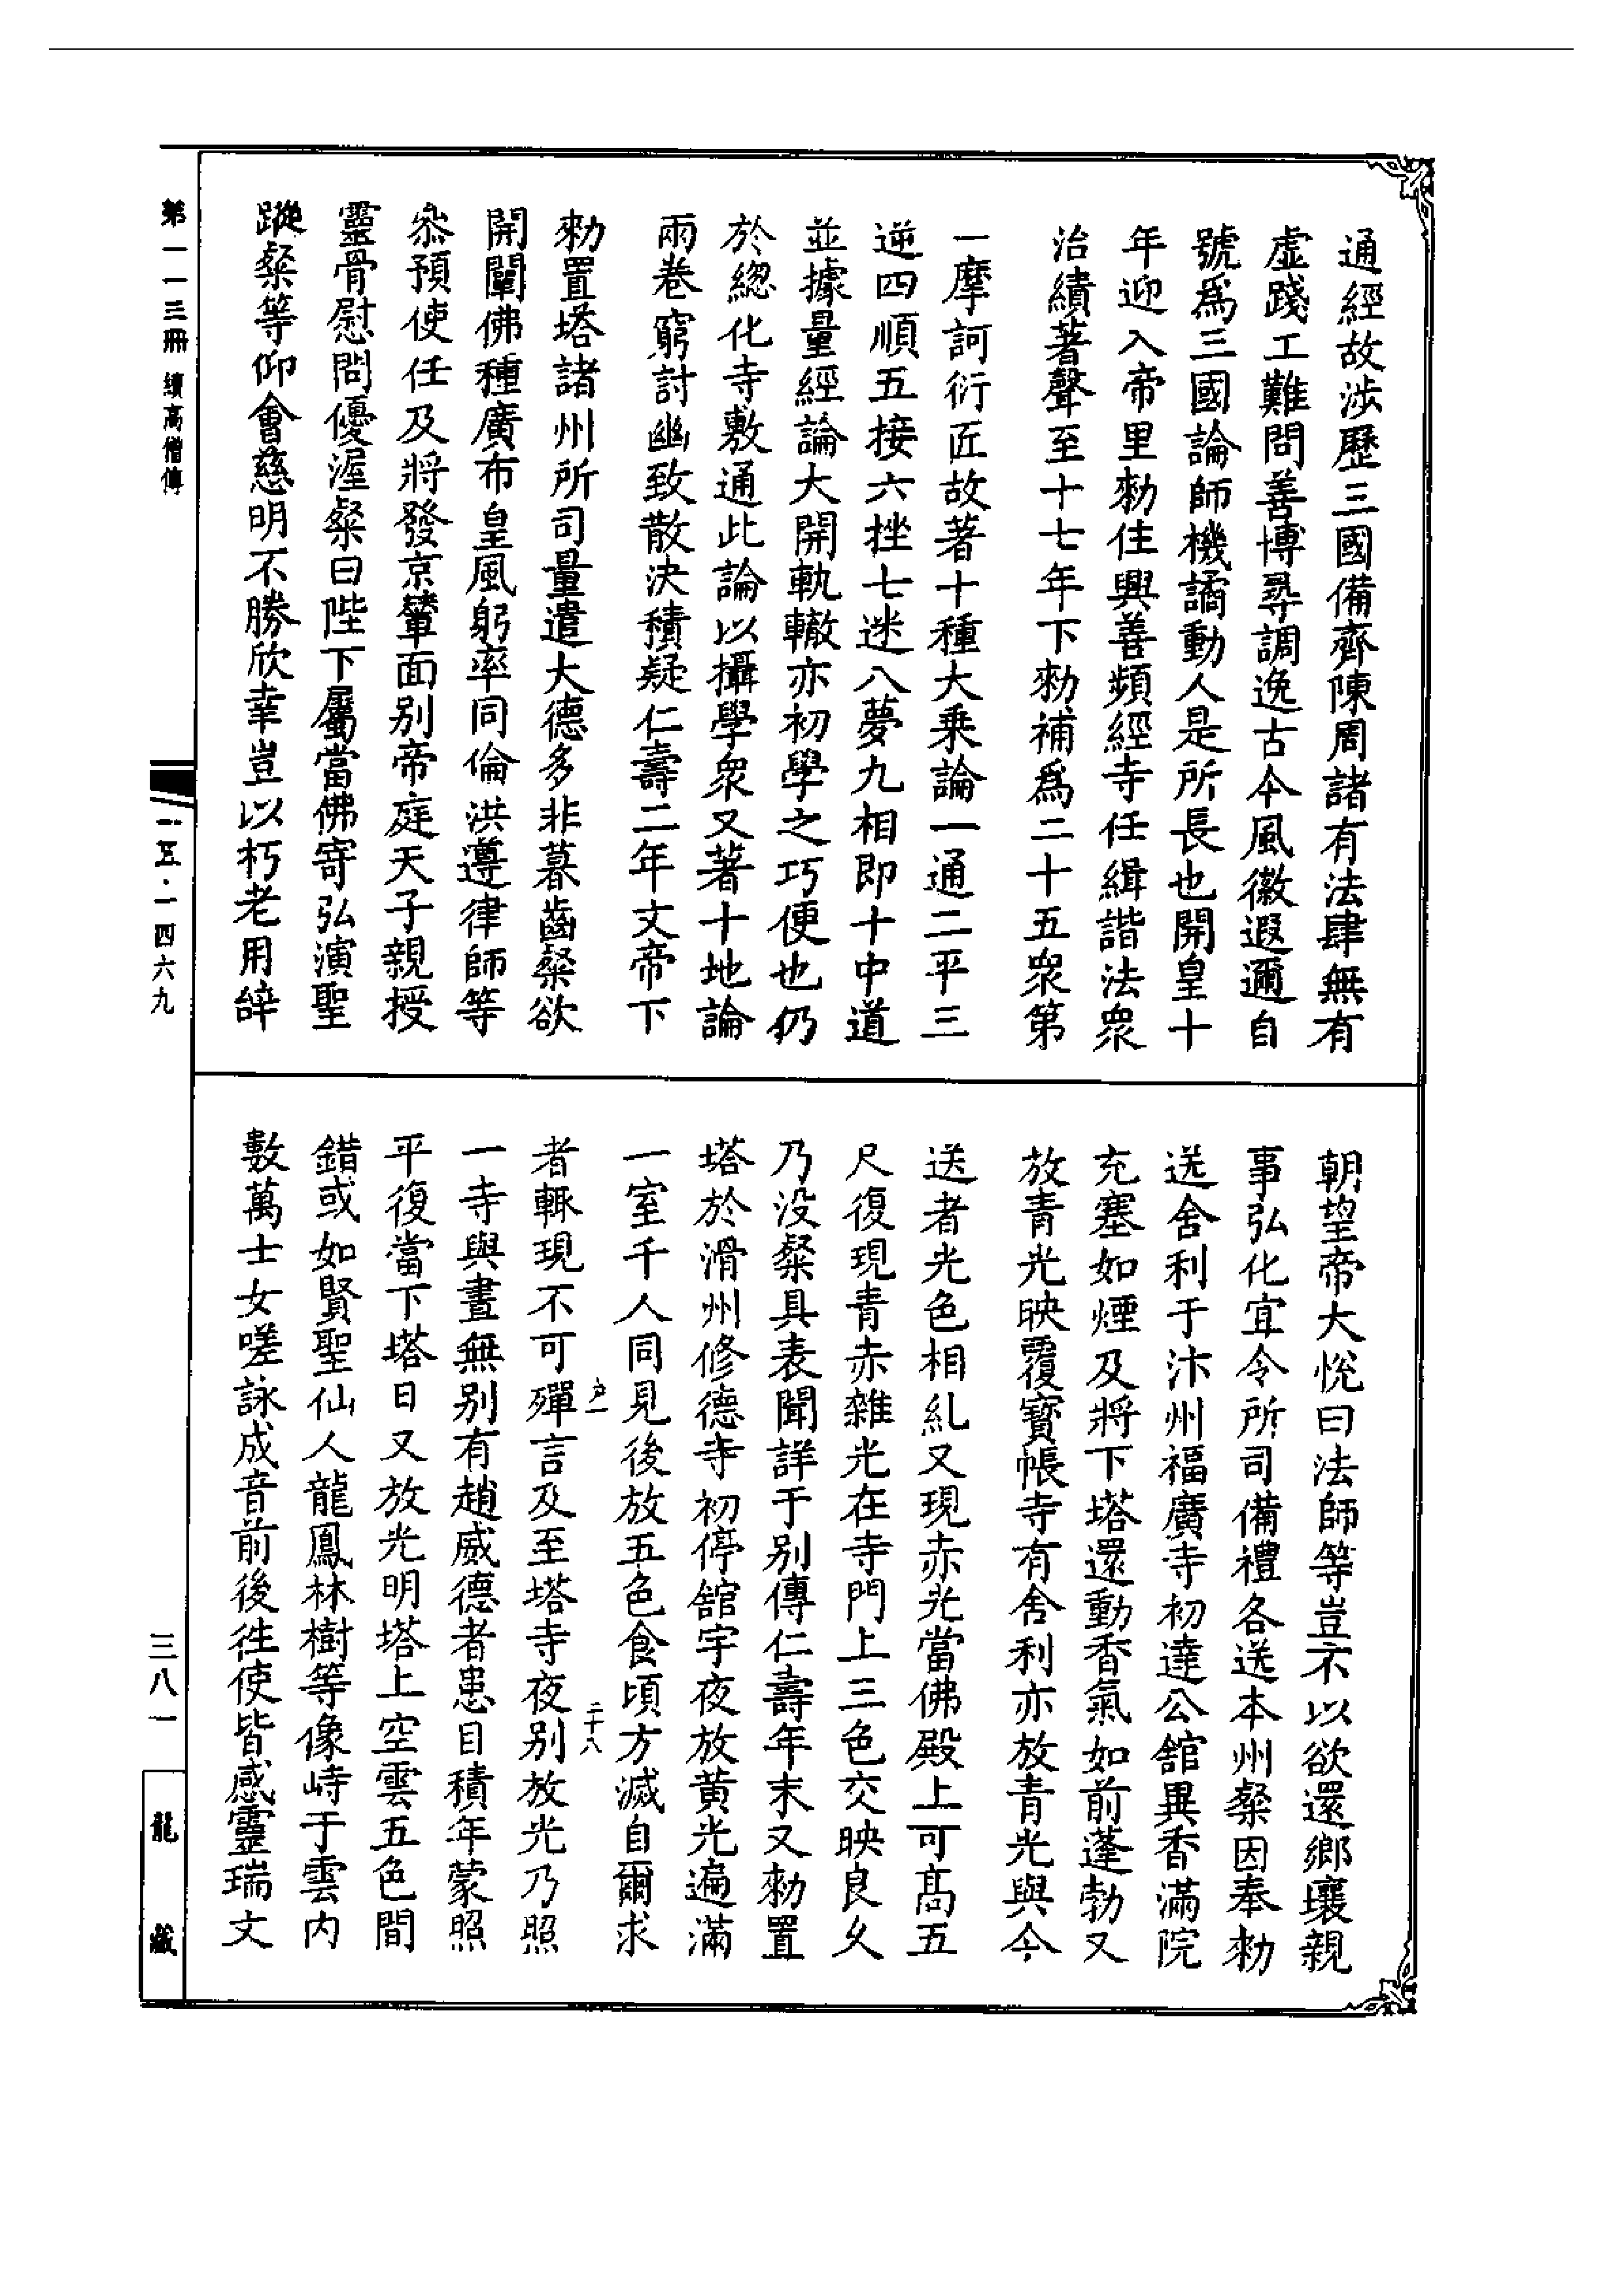 通經故涉歷三國備齊陳周諸有法肆無有
虛踐工難問善博尋調逸古今風徽遐邇自
號爲三國論師機譎動人是所長也開皇十
年迎入帝里勑住興善頻經寺任緝諧法衆
治績著聲至十七年下勑補爲二十五衆第
一摩訶衍匠故著十種大乘論一通二平三
逆四順五接六挫七迷八夢九相即十中道
並據量經論大開軌轍亦初學之巧便也仍
於總化寺敷通此論以攝學衆又著十地論
兩卷窮討幽致散決積疑仁壽二年文帝下
勑置塔諸州所司量遣大德多非暮齒粲欲
開闡佛種廣布皇風躬率同倫洪遵律師等
叅預使任及將發京輦面別帝庭天子親授
靈骨慰問優渥粲曰陛下屬當佛寄弘演聖
蹤粲等仰會慈明不勝欣幸豈以朽老用辭
朝望帝大悅曰法師等豈不以欲還鄉壤親
事弘化宜令所司備禮各送本州粲因奉勑
送舍利于汴州福廣寺初達公舘異香滿院
充塞如煙及將下塔還動香氣如前蓬勃又
放青光映覆寶帳寺有舍利亦放青光與今
送者光色相糺又現赤光當佛殿上可高五
尺復現青赤雜光在寺門上三色交映良久
乃没粲具表聞詳于別傳仁壽年末又勑置
塔於滑州修德寺初停舘宇夜放黄光遍滿
一室千人同見後放五色食頃方滅自爾求
者輒現不可殫言及至塔寺夜別放光乃照
戶一
二十八
一寺與晝無別有趙威德者患目積年蒙照
平復當下塔日又放光明塔上空雲五色間
錯或如賢聖仙人龍鳳林樹等像峙于雲内
數萬士女嗟詠成音前後往使皆感靈瑞文
第一一三冊 續高僧傳
一一五·一四六九
三八一
龍藏